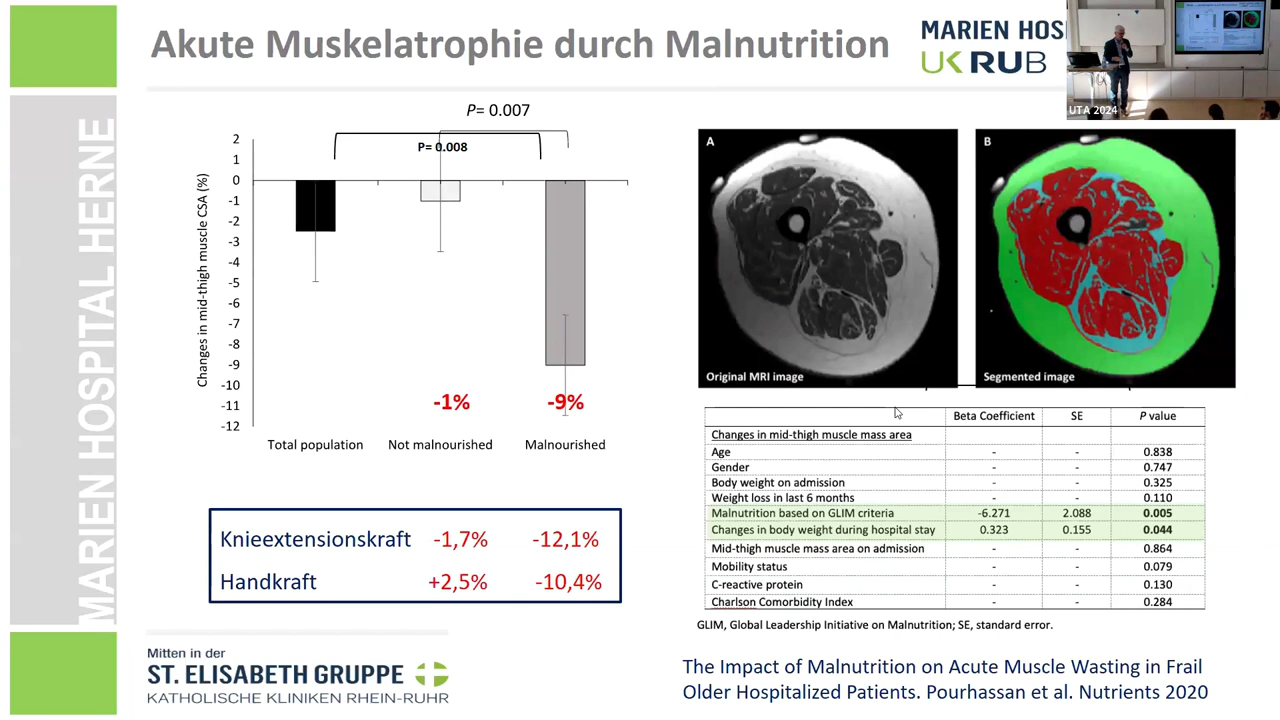 Akute Muskelatrophie durch Malnutrition
MARIEN HOS
UK RUB
UTA 2024
MARIEN HOSPITAL HERNE
P= 0.007
P= 0.008
Changes in mid-thigh muscle CSA (%)
2
1
0
-1
-2
-3
-4
-5
-6
-7
-8
-9
-10
-11
-12
-1%
-9%
Total population
Not malnourished
Malnourished
Knieextensionskraft -1,7% -12,1%
Handkraft +2,5% -10,4%
A
Original MRI image
B
Segmented image
Beta Coefficient SE P value
Changes in mid-thigh muscle mass area
Age - - 0.838
Gender - - 0.747
Body weight on admission - - 0.325
Weight loss in last 6 months - - 0.110
Malnutrition based on GLIM criteria -6.271 2.088 0.005
Changes in body weight during hospital stay 0.323 0.155 0.044
Mid-thigh muscle mass area on admission - - 0.864
Mobility status - - 0.079
C-reactive protein - - 0.130
Charlson Comorbidity Index - - 0.284
GLIM, Global Leadership Initiative on Malnutrition; SE, standard error.
Mitten in der
ST. ELISABETH GRUPPE
KATHOLISCHE KLINIKEN RHEIN-RUHR
The Impact of Malnutrition on Acute Muscle Wasting in Frail
Older Hospitalized Patients. Pourhassan et al. Nutrients 2020